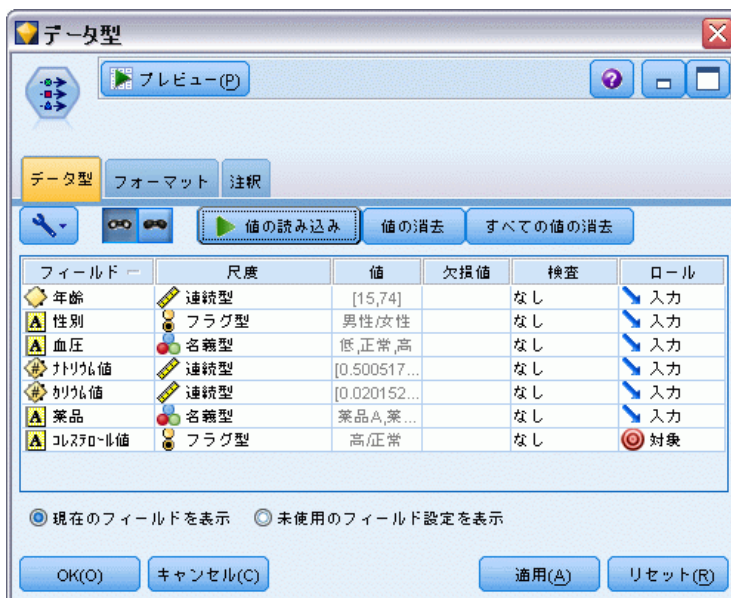 データ型
プレビュー(P)
データ型 フォーマット 注釈
値の読み込み 値の消去 すべての値の消去
フィールド 尺度 値 欠損値 検査 ロール
年齢 連続型 [15,74] なし 入力
A 性別 フラグ型 男性/女性 なし 入力
A 血圧 名義型 低,正常,高 なし 入力
# ナトリウム値 連続型 [0.500517... なし 入力
# カリウム値 連続型 [0.020152... なし 入力
A 薬品 名義型 薬品A,薬... なし 入力
A コレステロール値 フラグ型 高/正常 なし 対象
現在のフィールドを表示 未使用のフィールド設定を表示
OK(O) キャンセル(C) 適用(A) リセット(R)